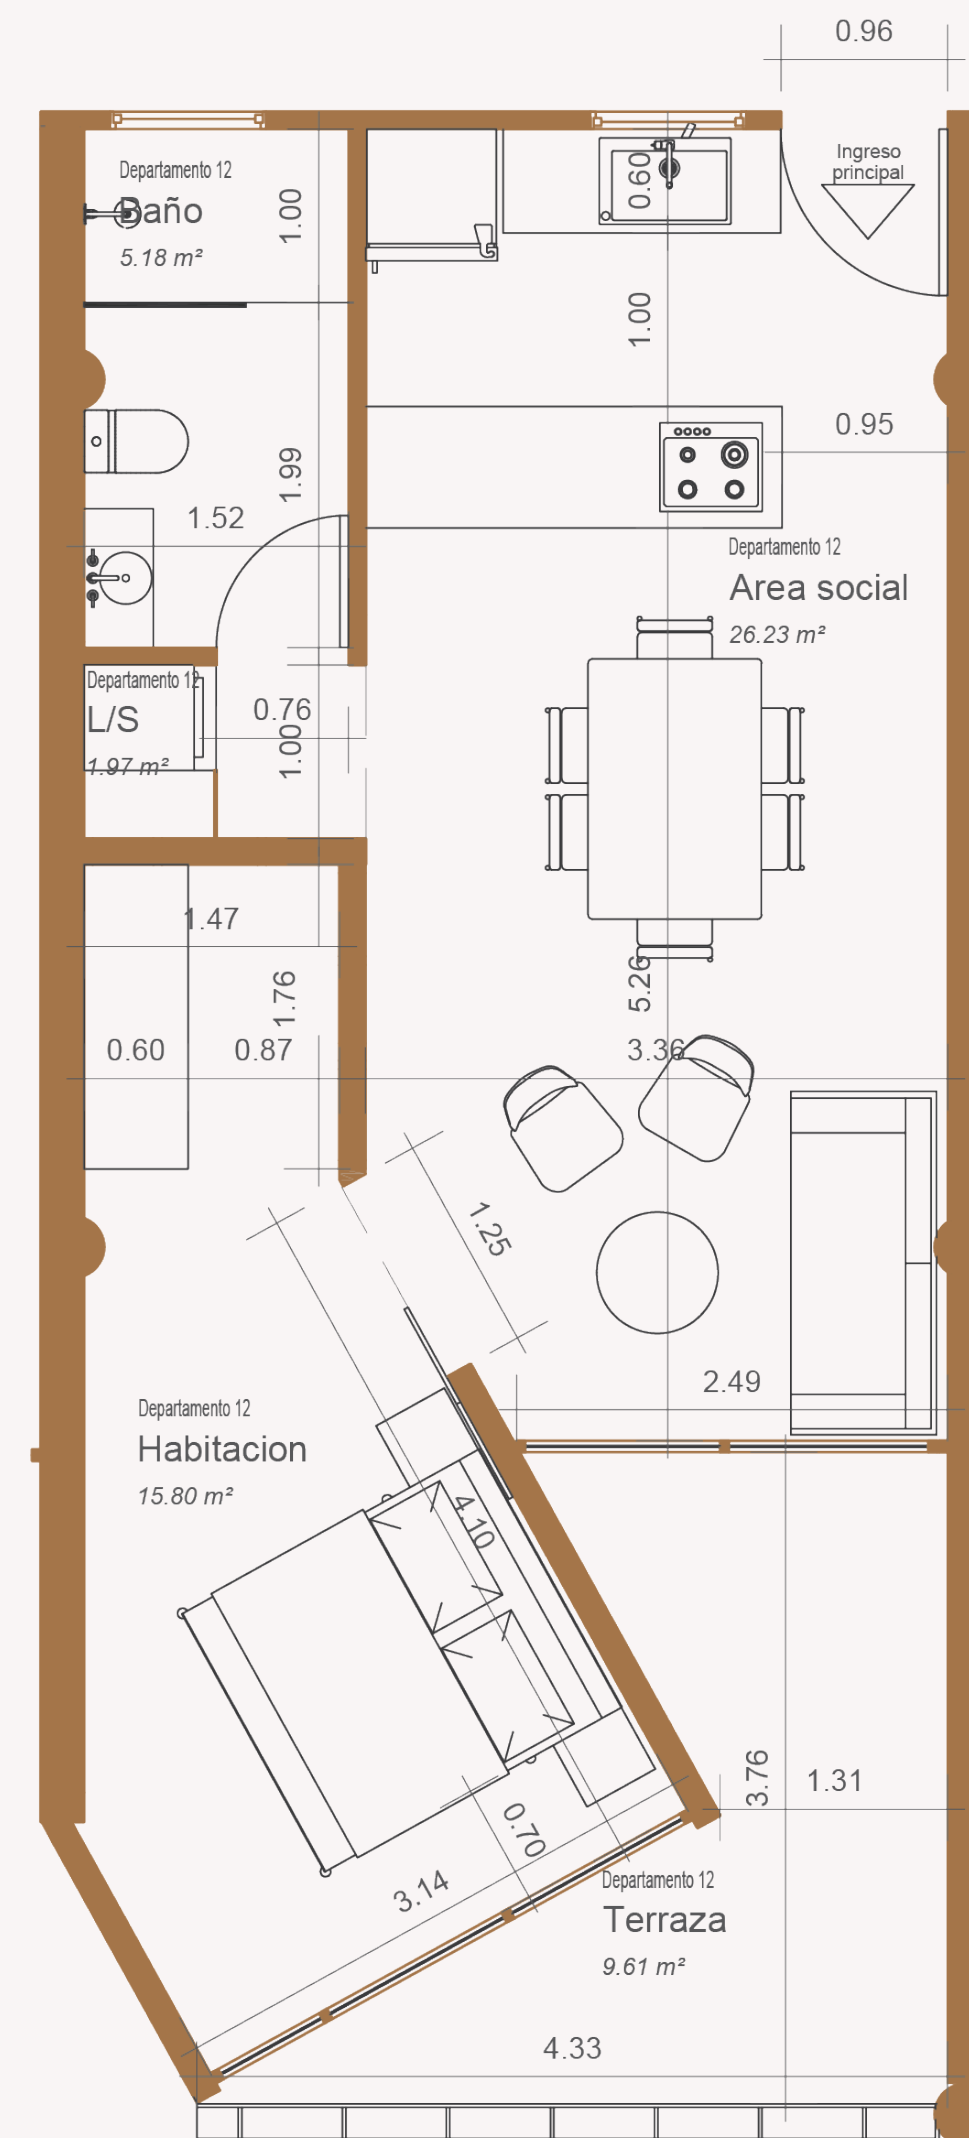 0.96
Ingreso
principal
Departamento 12
Baño
5.18 m²
1.00
0.60
1.00
0.95
1.99
1.52
Departamento 12
Area social
26.23 m²
Departamento 12
L/S
1.97 m²
0.76
1.00
1.47
1.76
0.60
0.87
5.26
3.36
1.25
2.49
Departamento 12
Habitacion
15.80 m²
4.10
3.76
1.31
0.70
3.14
Departamento 12
Terraza
9.61 m²
4.33